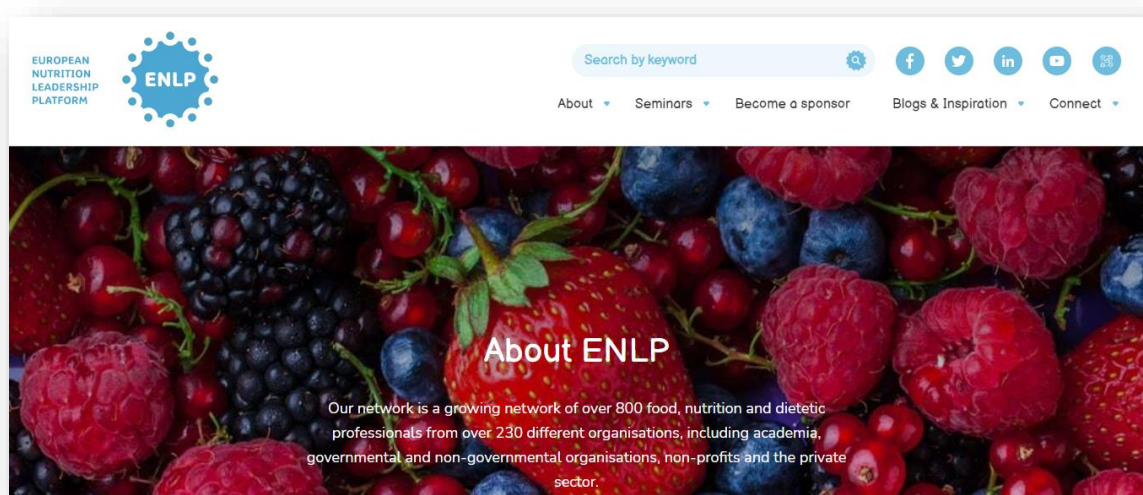 EUROPEAN
NUTRITION
LEADERSHIP
PLATFORM
ENLP
Search by keyword
About
Seminars
Become a sponsor
Blogs & Inspiration
Connect
About ENLP
Our network is a growing network of over 800 food, nutrition and dietetic
professionals from over 230 different organisations, including academia,
governmental and non-governmental organisations, non-profits and the private
sector.